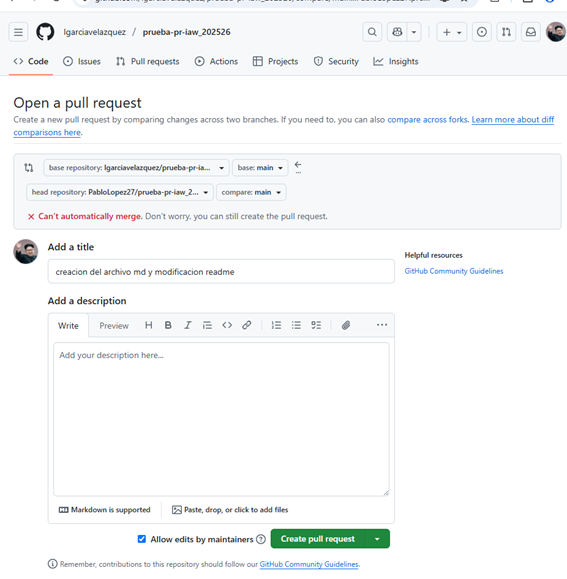 lgarciavelazquez / prueba-pr-iaw_202526
Code Issues Pull requests Actions Projects Security Insights
Open a pull request
Create a new pull request by comparing changes across two branches. If you need to, you can also compare across forks. Learn more about diff
comparisons here.
base repository: lgarciavelazquez/prueba-pr-ia... base: main
head repository: PabloLopez27/prueba-pr-iaw_2... compare: main
Can't automatically merge. Don't worry, you can still create the pull request.
Add a title
creacion del archivo md y modificacion readme
Helpful resources
GitHub Community Guidelines
Add a description
Write Preview
Add your description here...
Markdown is supported Paste, drop, or click to add files
Allow edits by maintainers Create pull request
Remember, contributions to this repository should follow our GitHub Community Guidelines.